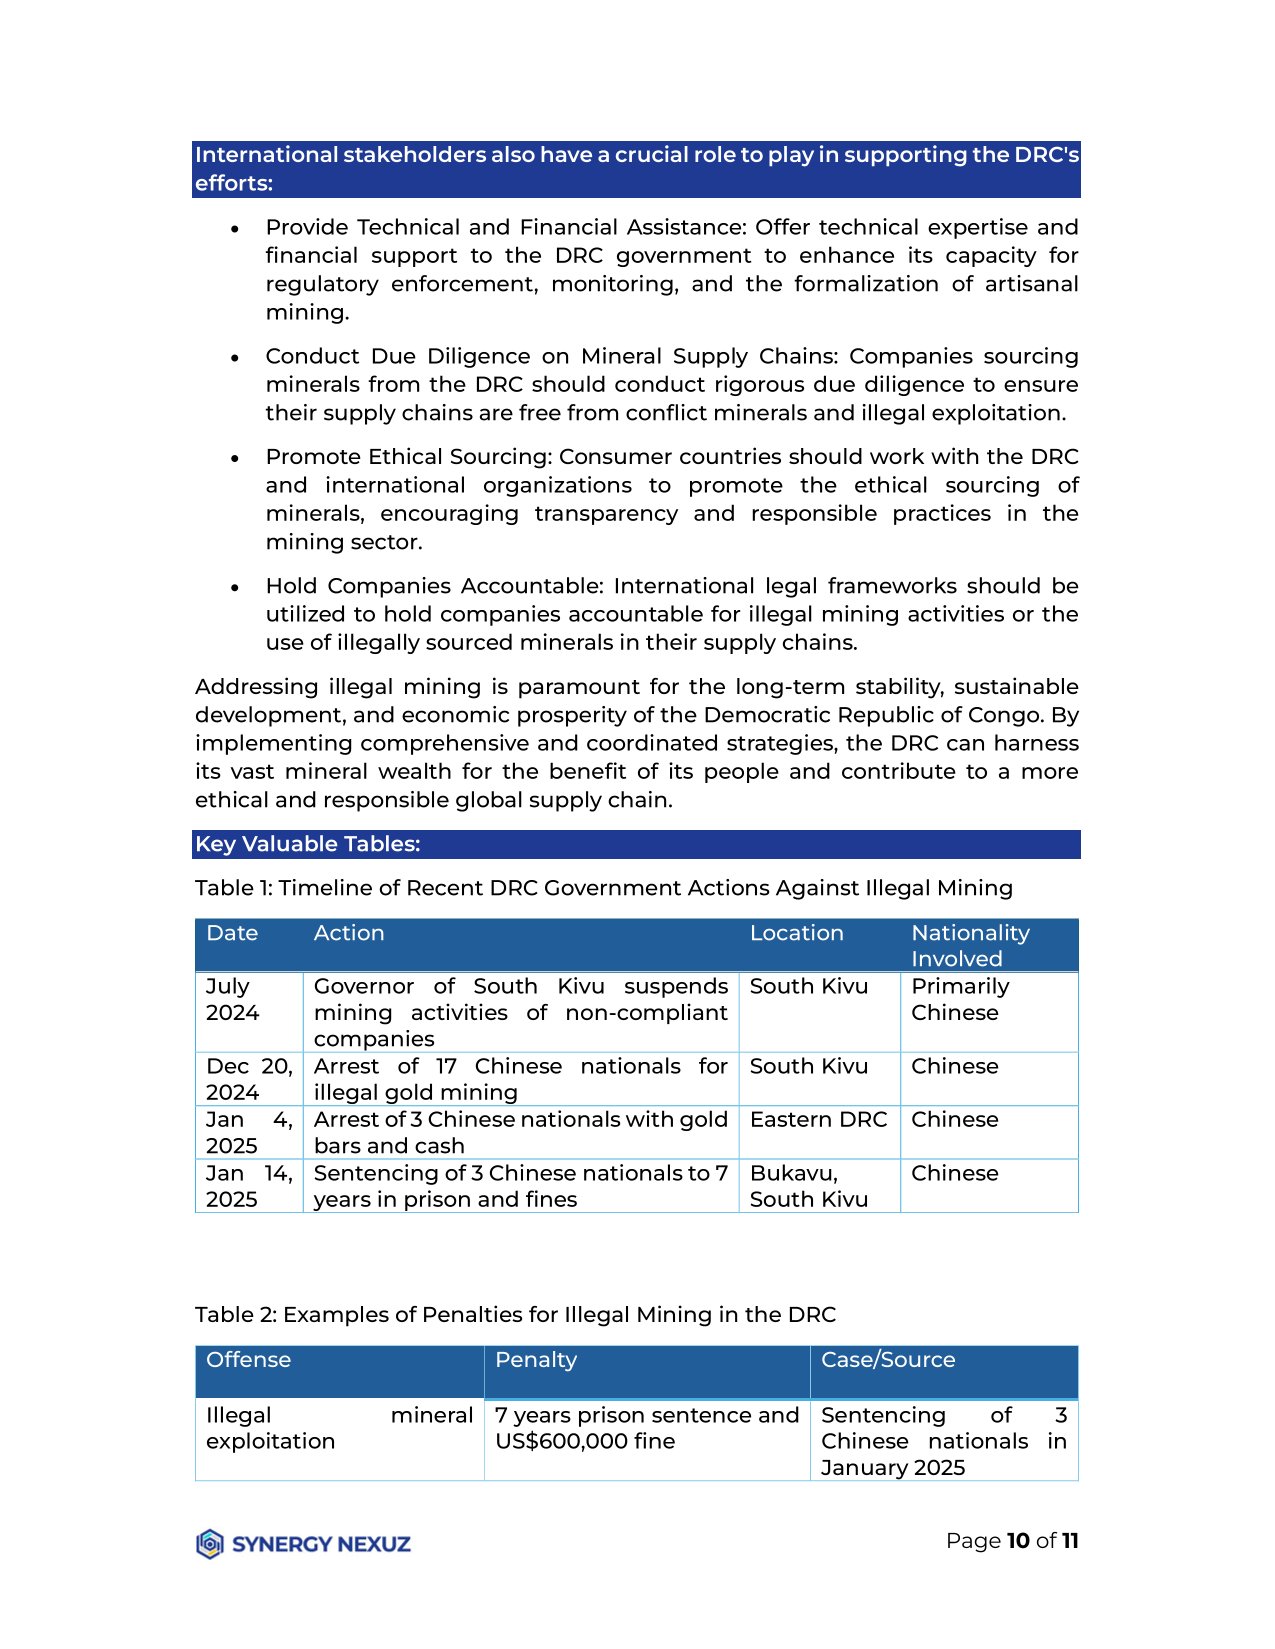 International stakeholders also have a crucial role to play in supporting the DRC's
efforts:
• Provide Technical and Financial Assistance: Offer technical expertise and
financial support to the DRC government to enhance its capacity for
regulatory enforcement, monitoring, and the formalization of artisanal
mining.
• Conduct Due Diligence on Mineral Supply Chains: Companies sourcing
minerals from the DRC should conduct rigorous due diligence to ensure
their supply chains are free from conflict minerals and illegal exploitation.
• Promote Ethical Sourcing: Consumer countries should work with the DRC
and international organizations to promote the ethical sourcing of
minerals, encouraging transparency and responsible practices in the
mining sector.
• Hold Companies Accountable: International legal frameworks should be
utilized to hold companies accountable for illegal mining activities or the
use of illegally sourced minerals in their supply chains.
Addressing illegal mining is paramount for the long-term stability, sustainable
development, and economic prosperity of the Democratic Republic of Congo. By
implementing comprehensive and coordinated strategies, the DRC can harness
its vast mineral wealth for the benefit of its people and contribute to a more
ethical and responsible global supply chain.
Key Valuable Tables:
Table 1: Timeline of Recent DRC Government Actions Against Illegal Mining
Date Action Location Nationality
Involved
July Governor of South Kivu suspends South Kivu Primarily
2024 mining activities of non-compliant Chinese
companies
Dec 20, Arrest of 17 Chinese nationals for South Kivu Chinese
2024 illegal gold mining
Jan 4, Arrest of 3 Chinese nationals with gold Eastern DRC Chinese
2025 bars and cash
Jan 14, Sentencing of 3 Chinese nationals to 7 Bukavu, Chinese
2025 years in prison and fines South Kivu
Table 2: Examples of Penalties for Illegal Mining in the DRC
Offense Penalty Case/Source
Illegal mineral 7 years prison sentence and Sentencing of 3
exploitation US$600,000 fine Chinese nationals in
January 2025
SYNERGY NEXUZ Page 10 of 11